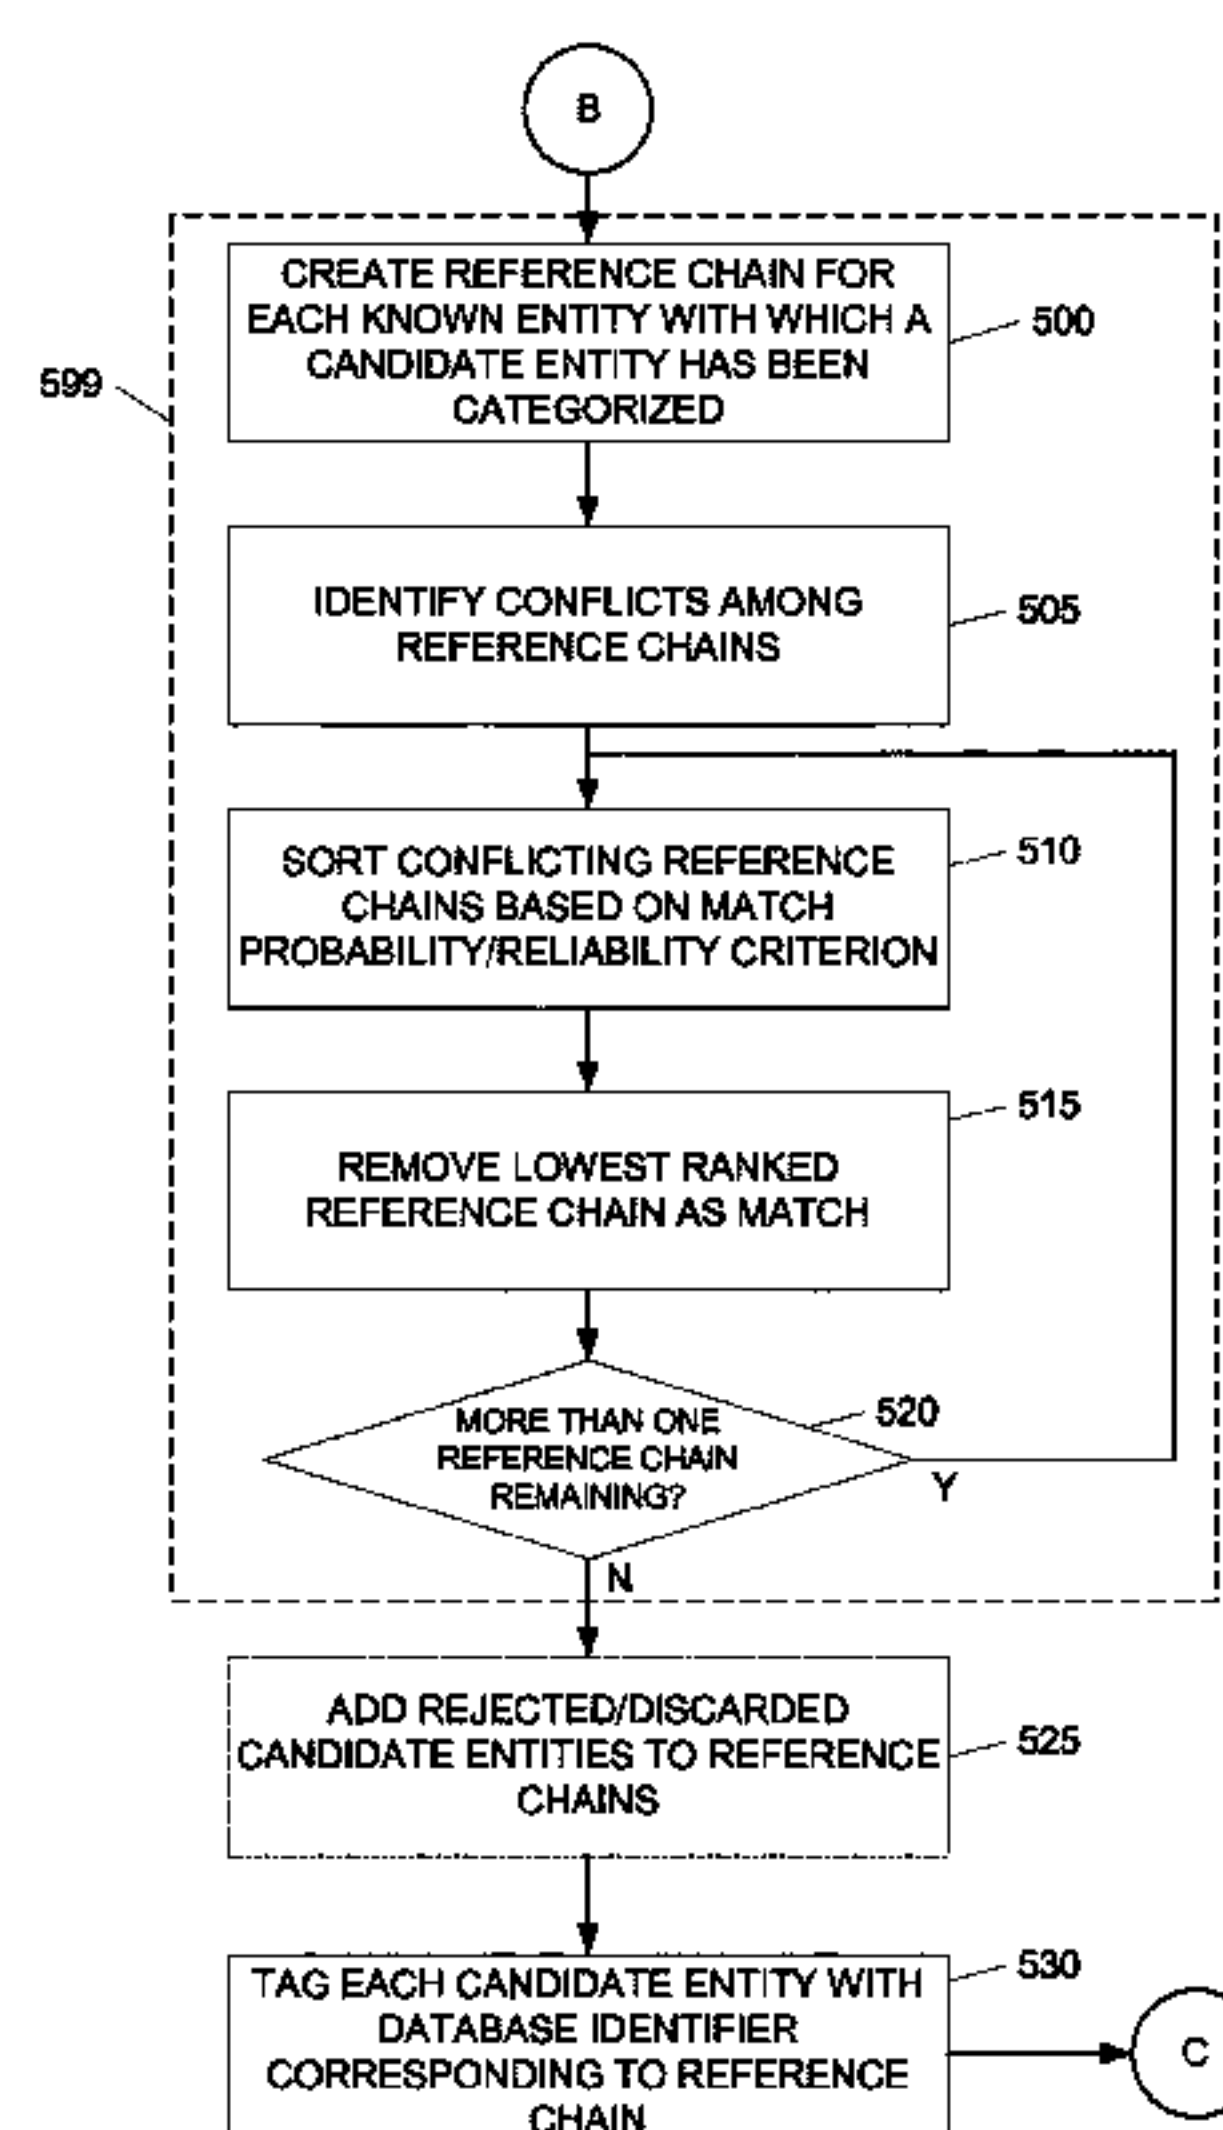 B
CREATE REFERENCE CHAIN FOR
EACH KNOWN ENTITY WITH WHICH A
CANDIDATE ENTITY HAS BEEN
CATEGORIZED
500
599
IDENTIFY CONFLICTS AMONG
REFERENCE CHAINS
505
SORT CONFLICTING REFERENCE
CHAINS BASED ON MATCH
PROBABILITY/RELIABILITY CRITERION
510
REMOVE LOWEST RANKED
REFERENCE CHAIN AS MATCH
515
MORE THAN ONE
REFERENCE CHAIN
REMAINING?
520
Y
N
ADD REJECTED/DISCARDED
CANDIDATE ENTITIES TO REFERENCE
CHAINS
525
TAG EACH CANDIDATE ENTITY WITH
DATABASE IDENTIFIER
CORRESPONDING TO REFERENCE
CHAIN
530
C